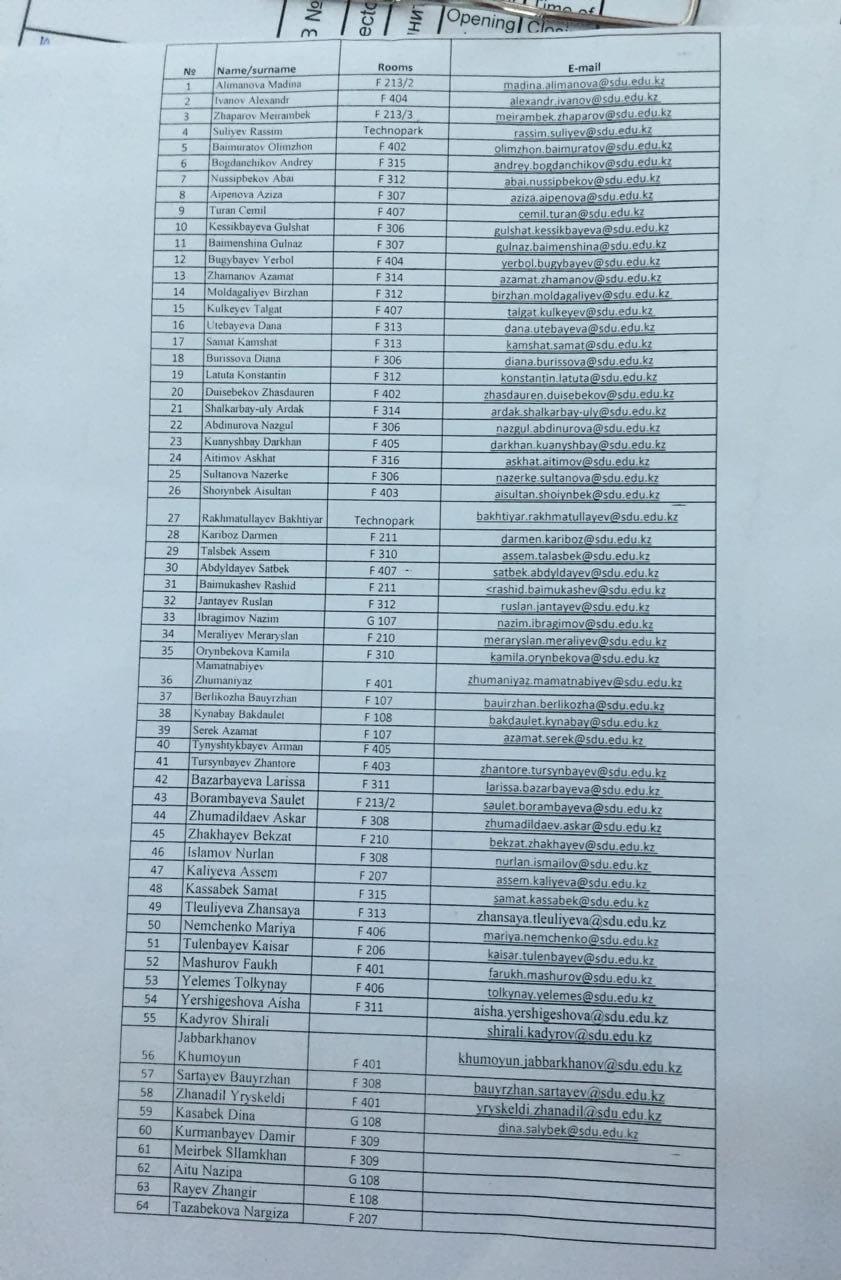 Time of
Opening Clos
№ Name/surname Rooms E-mail
1 Alimanova Madina F 213/2 madina.alimanova@sdu.edu.kz
2 Ivanov Alexandr F 404 alexandr.ivanov@sdu.edu.kz
3 Zhaparov Meirambek F 213/3 meirambek.zhaparov@sdu.edu.kz
4 Suliyev Rassim Technopark rassim.suliyev@sdu.edu.kz
5 Baimuratov Olimzhon F 402 olimzhon.baimuratov@sdu.edu.kz
6 Bogdanchikov Andrey F 315 andrey.bogdanchikov@sdu.edu.kz
7 Nussipbekov Abai F 312 abai.nussipbekov@sdu.edu.kz
8 Aipenova Aziza F 307 aziza.aipenova@sdu.edu.kz
9 Turan Cemil F 407 cemil.turan@sdu.edu.kz
10 Kessikbayeva Gulshat F 306 gulshat.kessikbayeva@sdu.edu.kz
11 Baimenshina Gulnaz F 307 gulnaz.baimenshina@sdu.edu.kz
12 Bugybayev Yerbol F 404 yerbol.bugybayev@sdu.edu.kz
13 Zhamanov Azamat F 314 azamat.zhamanov@sdu.edu.kz
14 Moldagaliyev Birzhan F 312 birzhan.moldagaliyev@sdu.edu.kz
15 Kulkeyev Talgat F 407 talgat.kulkeyev@sdu.edu.kz
16 Utebayeva Dana F 313 dana.utebayeva@sdu.edu.kz
17 Samat Kamshat F 313 kamshat.samat@sdu.edu.kz
18 Burissova Diana F 306 diana.burissova@sdu.edu.kz
19 Latuta Konstantin F 312 konstantin.latuta@sdu.edu.kz
20 Duisebekov Zhasdauren F 402 zhasdauren.duisebekov@sdu.edu.kz
21 Shalkarbay-uly Ardak F 314 ardak.shalkarbay-uly@sdu.edu.kz
22 Abdinurova Nazgul F 306 nazgul.abdinurova@sdu.edu.kz
23 Kuanyshbay Darkhan F 405 darkhan.kuanyshbay@sdu.edu.kz
24 Aitimov Askhat F 316 askhat.aitimov@sdu.edu.kz
25 Sultanova Nazerke F 306 nazerke.sultanova@sdu.edu.kz
26 Shoiynbek Aisultan F 403 aisultan.shoiynbek@sdu.edu.kz
27 Rakhmatullayev Bakhtiyar Technopark bakhtiyar.rakhmatullayev@sdu.edu.kz
28 Kariboz Darmen F 211 darmen.kariboz@sdu.edu.kz
29 Talsbek Assem F 310 assem.talasbek@sdu.edu.kz
30 Abdyldayev Satbek F 407 satbek.abdyldayev@sdu.edu.kz
31 Baimukashev Rashid F 211 <rashid.baimukashev@sdu.edu.kz
32 Jantayev Ruslan F 312 ruslan.jantayev@sdu.edu.kz
33 Ibragimov Nazim G 107 nazim.ibragimov@sdu.edu.kz
34 Meraliyev Meraryslan F 210 meraryslan.meraliyev@sdu.edu.kz
35 Orynbekova Kamila F 310 kamila.orynbekova@sdu.edu.kz
Mamatnabiyev
36 Zhumaniyaz F 401 zhumaniyaz.mamatnabiyev@sdu.edu.kz
37 Berlikozha Bauyrzhan F 107 bauirzhan.berlikozha@sdu.edu.kz
38 Kynabay Bakdaulet F 108 bakdaulet.kynabay@sdu.edu.kz
39 Serek Azamat F 107 azamat.serek@sdu.edu.kz
40 Tynyshtykbayev Arman F 405
41 Tursynbayev Zhantore F 403 zhantore.tursynbayev@sdu.edu.kz
42 Bazarbayeva Larissa F 311 larissa.bazarbayeva@sdu.edu.kz
43 Borambayeva Saulet F 213/2 saulet.borambayeva@sdu.edu.kz
44 Zhumadildaev Askar F 308 zhumadildaev.askar@sdu.edu.kz
45 Zhakhayev Bekzat F 210 bekzat.zhakhayev@sdu.edu.kz
46 Islamov Nurlan F 308 nurlan.ismailov@sdu.edu.kz
47 Kaliyeva Assem F 207 assem.kaliyeva@sdu.edu.kz
48 Kassabek Samat F 315 samat.kassabek@sdu.edu.kz
49 Tleuliyeva Zhansaya F 313 zhansaya.tleuliyeva@sdu.edu.kz
50 Nemchenko Mariya F 406 mariya.nemchenko@sdu.edu.kz
51 Tulenbayev Kaisar F 206 kaisar.tulenbayev@sdu.edu.kz
52 Mashurov Faukh F 401 farukh.mashurov@sdu.edu.kz
53 Yelemes Tolkynay F 406 tolkynay.yelemes@sdu.edu.kz
54 Yershigeshova Aisha F 311 aisha.yershigeshova@sdu.edu.kz
55 Kadyrov Shirali shirali.kadyrov@sdu.edu.kz
Jabbarkhanov
56 Khumoyun F 401 khumoyun.jabbarkhanov@sdu.edu.kz
57 Sartayev Bauyrzhan F 308 bauyrzhan.sartayev@sdu.edu.kz
58 Zhanadil Yryskeldi F 401 yryskeldi.zhanadil@sdu.edu.kz
59 Kasabek Dina G 108 dina.salybek@sdu.edu.kz
60 Kurmanbayev Damir F 309
61 Meirbek SIlamkhan F 309
62 Aitu Nazipa G 108
63 Rayev Zhangir E 108
64 Tazabekova Nargiza F 207